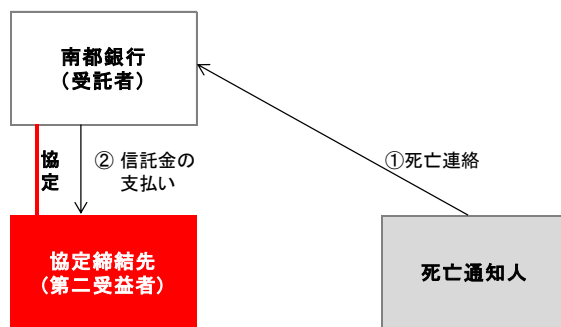 南都銀行
（受託者）
協
定
② 信託金の
支払い
①死亡連絡
協定締結先
（第二受益者）
死亡通知人